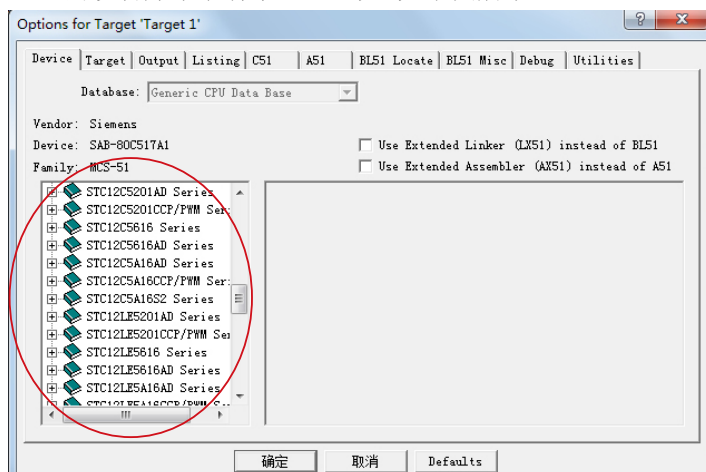 Options for Target 'Target 1'
Device Target Output Listing C51 A51 BL51 Locate BL51 Misc Debug Utilities
Database: Generic CPU Data Base
Vendor: Siemens
Device: SAB-80C517A1
Use Extended Linker (LX51) instead of BL51
Family: MCS-51
Use Extended Assembler (AX51) instead of A51
STC12C5201AD Series
STC12C5201CCP/PWM Ser
STC12C5616 Series
STC12C5616AD Series
STC12C5A16AD Series
STC12C5A16CCP/PWM Ser
STC12C5A16S2 Series
STC12LE5201AD Series
STC12LE5201CCP/PWM Se
STC12LE5616 Series
STC12LE5616AD Series
STC12LE5A16AD Series
STC12LE5A16CCP/PWM S
确定 取消 Defaults